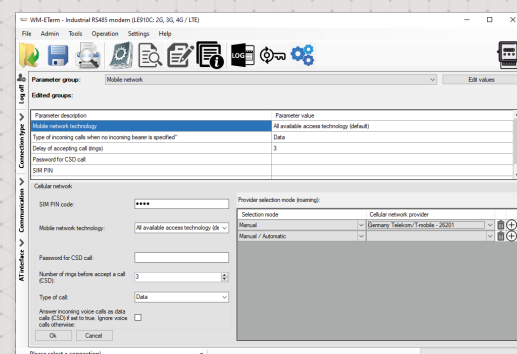 WM-ETerm - Industrial RS485 modem (LE910C: 2G, 3G, 4G / LTE)
File Admin Tools Operation Settings Help
LOG
Log off
Parameter group: Mobile network Edit values
Edited groups:
Connection type
Parameter description Parameter value
Mobile network technology All available access technology (default)
Type of incoming calls when no incoming bearer is specified" Data
Delay of accepting call (rings) 3
Password for CSD call
SIM PIN
Communication
Cellular network
SIM PIN code: ••••
Provider selection mode (roaming):
Selection mode Cellular network provider
Mobile network technology: All available access technology (de
Manual Germany Telekom/T-mobile - 26201
Manual / Automatic
AT interface
Password for CSD call:
Number of rings before accept a call
(CSD): 3
Type of call: Data
Answer incoming voice calls as data
calls (CSD) if set to true. Ignore voice
calls otherwise:
Ok Cancel
Please select a connection!